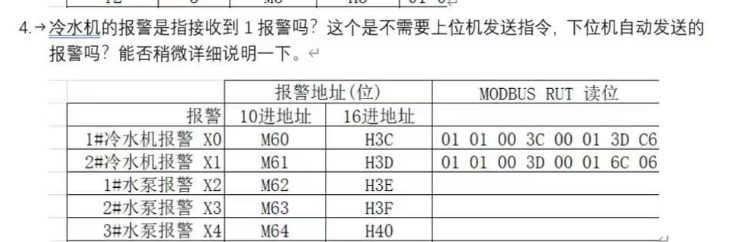 4.→冷水机的报警是指接收到 1 报警吗？这个是不需要上位机发送指令，下位机自动发送的
报警吗？能否稍微详细说明一下。
报警地址(位) MODBUS RUT 读位
报警 10进地址 16进地址
1#冷水机报警 X0 M60 H3C 01 01 00 3C 00 01 3D C6
2#冷水机报警 X1 M61 H3D 01 01 00 3D 00 01 6C 06
1#水泵报警 X2 M62 H3E
2#水泵报警 X3 M63 H3F
3#水泵报警 X4 M64 H40